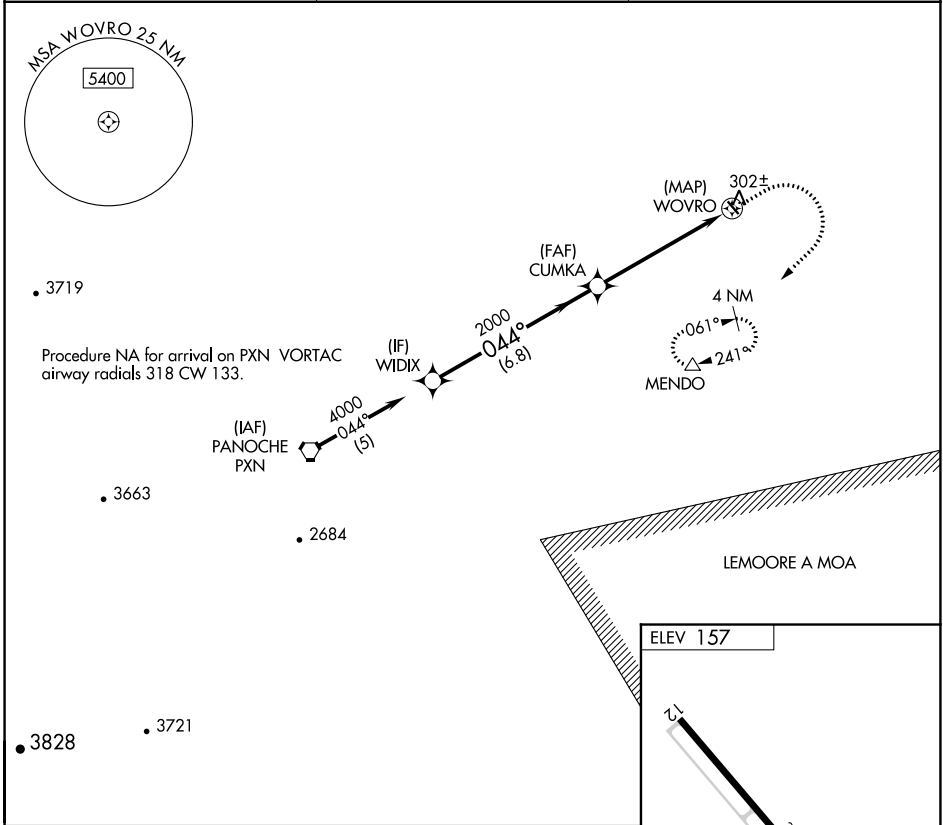 MSA WOVRO 25 NM
5400
302±
(MAP)
WOVRO
(FAF)
CUMKA
3719
4 NM
061°
241°
MENDO
2000
044°
(6.8)
(IF)
WIDIX
Procedure NA for arrival on PXN VORTAC
airway radials 318 CW 133.
4000
044°
(5)
(IAF)
PANOCHE
PXN
3663
2684
LEMOORE A MOA
ELEV 157
12
3721
3828